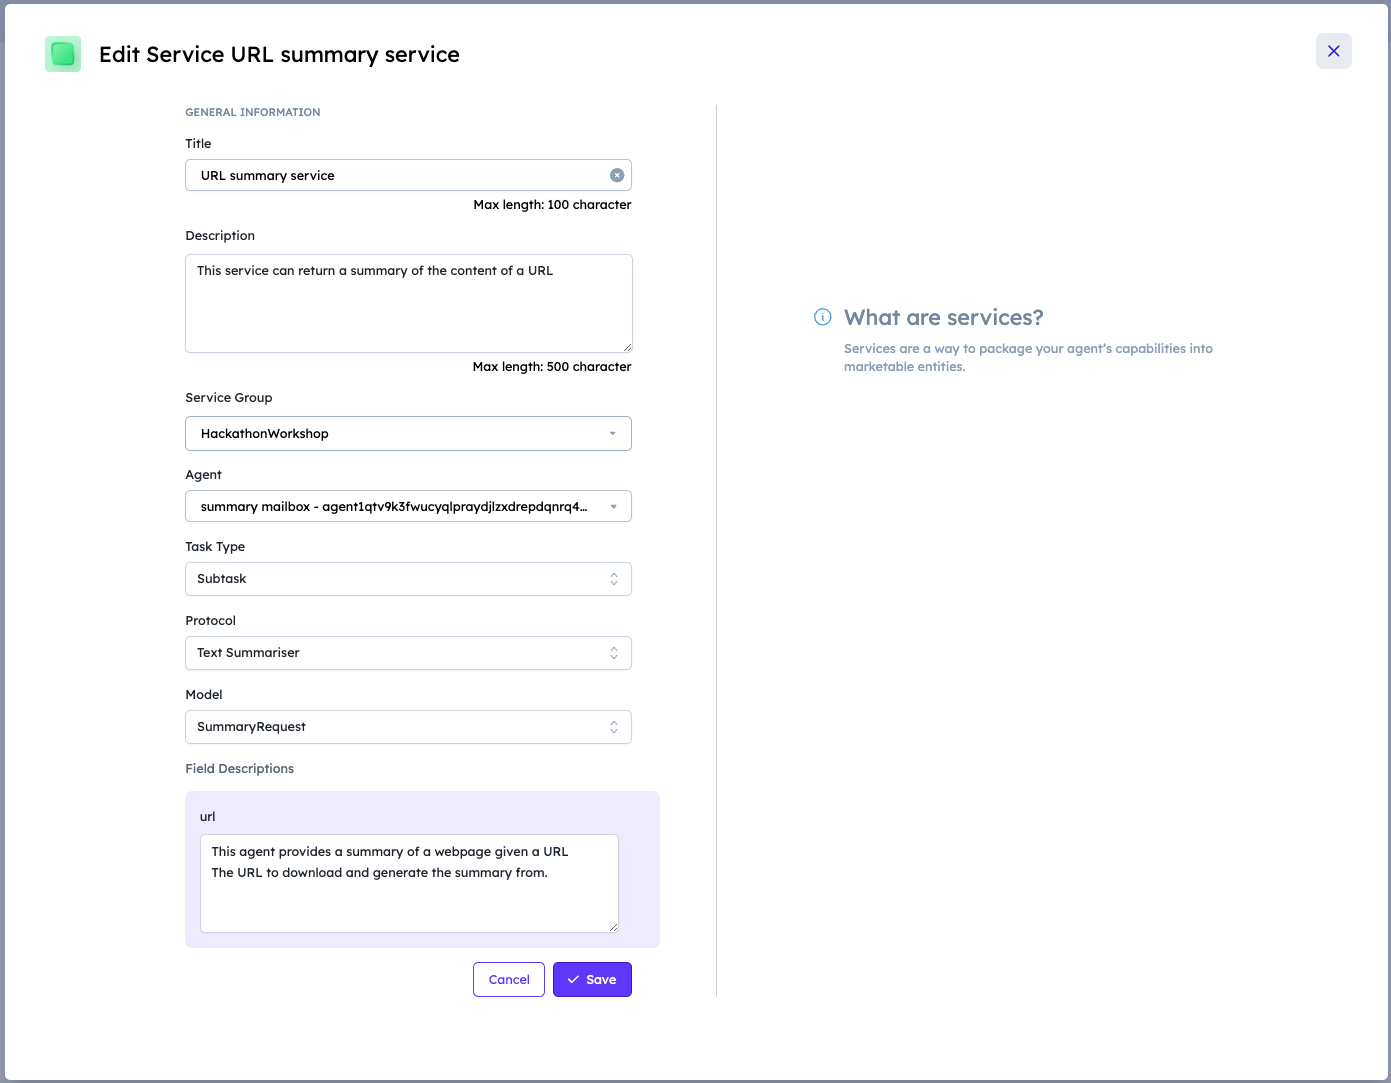 Edit Service URL summary service
GENERAL INFORMATION
Title
URL summary service
Max length: 100 character
Description
This service can return a summary of the content of a URL
Max length: 500 character
Service Group
HackathonWorkshop
Agent
summary mailbox - agent1qtv9k3fwucyqlpraydjlzxdrepdqnrq4...
Task Type
Subtask
Protocol
Text Summariser
Model
SummaryRequest
Field Descriptions
url
This agent provides a summary of a webpage given a URL
The URL to download and generate the summary from.
Cancel
Save
What are services?
Services are a way to package your agent's capabilities into
marketable entities.